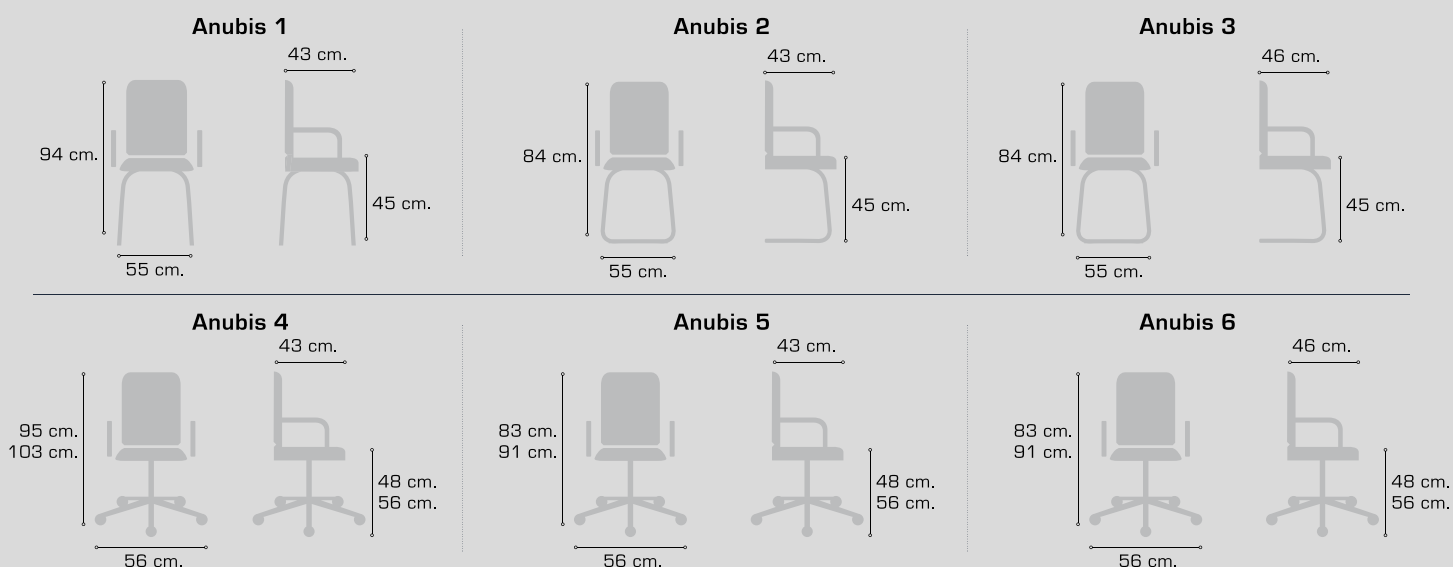 Anubis 1
43 cm.
94 cm.
45 cm.
55 cm.
Anubis 2
43 cm.
84 cm.
45 cm.
55 cm.
Anubis 3
46 cm.
84 cm.
45 cm.
55 cm.
Anubis 4
43 cm.
95 cm.
103 cm.
48 cm.
56 cm.
56 cm.
Anubis 5
43 cm.
83 cm.
91 cm.
48 cm.
56 cm.
56 cm.
Anubis 6
46 cm.
83 cm.
91 cm.
48 cm.
56 cm.
56 cm.